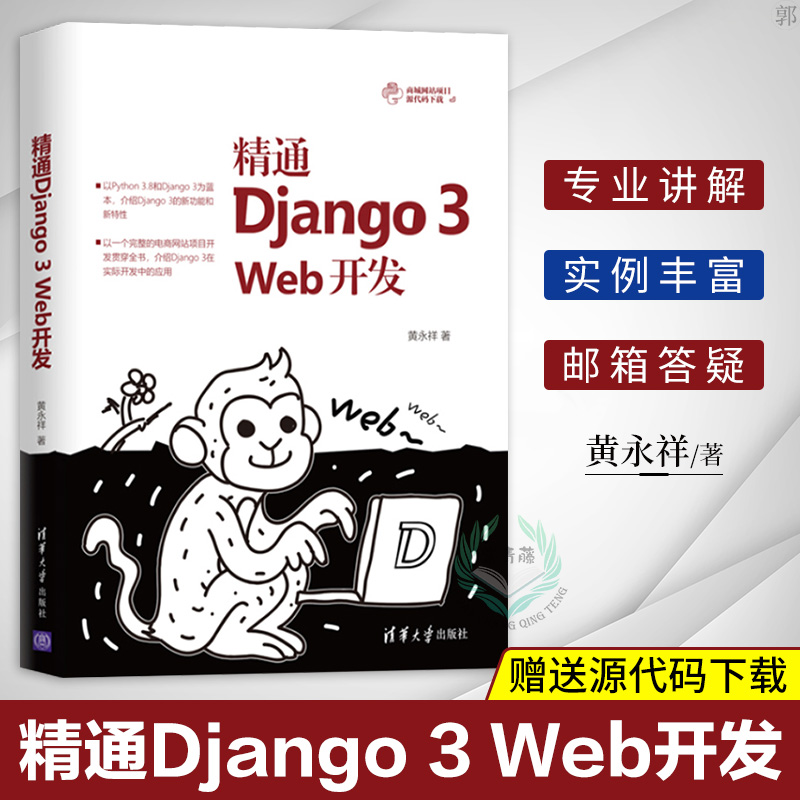 郭
商城网站项目
源代码下载
精通
Django 3
Web开发
■以Python 3.8和Django 3为蓝
本，介绍Django 3的新功能和
新特性
■以一个完整的电商网站项目开
发贯穿全书，介绍Django 3在
实际开发中的应用
黄永祥 著
web~
web~
D
清华大学出版社
精通Django 3 Web开发
黄永祥 著
清华大学出版社
专业讲解
实例丰富
邮箱答疑
黄永祥/著
青藤
QING TENG
赠送源代码下载
精通Django 3 Web开发